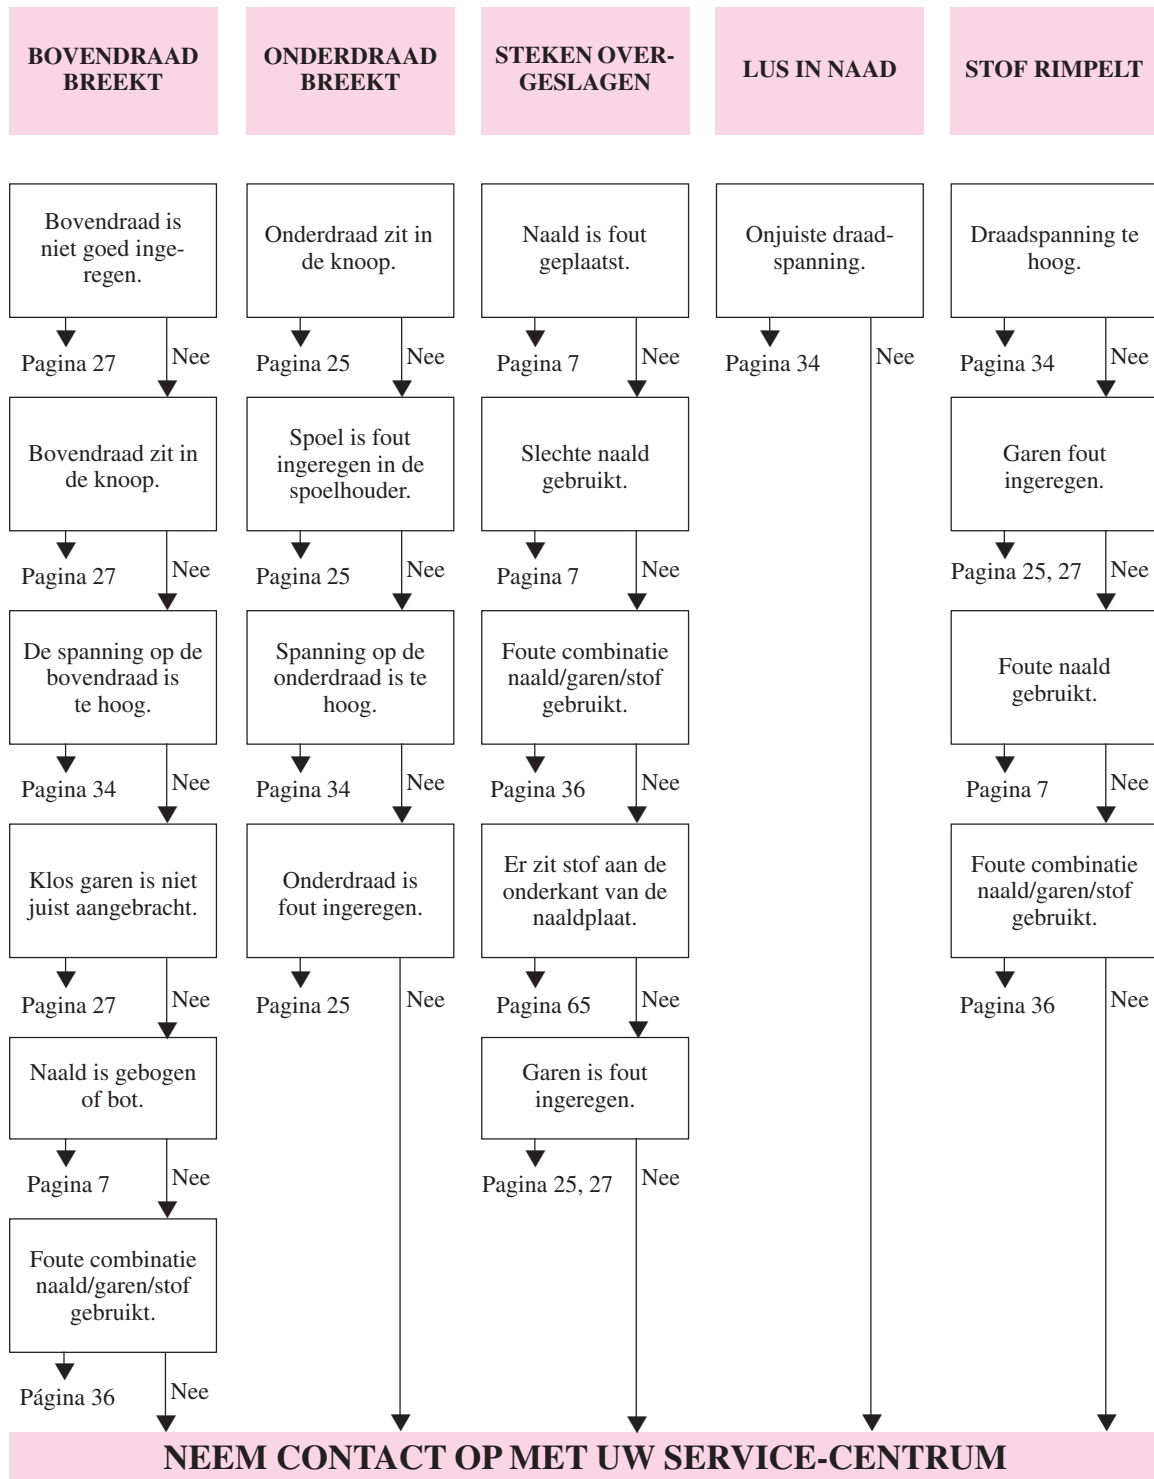 BOVENDRAAD
BREEKT
Bovendraad is
niet goed inge-
regen.
Pagina 27
Nee
Bovendraad zit in
de knoop.
Pagina 27
Nee
De spanning op de
bovendraad is
te hoog.
Pagina 34
Nee
Klos garen is niet
juist aangebracht.
Pagina 27
Nee
Naald is gebogen
of bot.
Pagina 7
Nee
Foute combinatie
naald/garen/stof
gebruikt.
Página 36
Nee
ONDERDRAAD
BREEKT
Onderdraad zit in
de knoop.
Pagina 25
Nee
Spoel is fout
ingeregen in de
spoelhouder.
Pagina 25
Nee
Spanning op de
onderdraad is te
hoog.
Pagina 34
Nee
Onderdraad is
fout ingeregen.
Pagina 25
Nee
STEKEN OVER-
GESLAGEN
Naald is fout
geplaatst.
Pagina 7
Nee
Slechte naald
gebruikt.
Pagina 7
Nee
Foute combinatie
naald/garen/stof
gebruikt.
Pagina 36
Nee
Er zit stof aan de
onderkant van de
naaldplaat.
Pagina 65
Nee
Garen is fout
ingeregen.
Pagina 25, 27
Nee
LUS IN NAAD
Onjuiste draad-
spanning.
Pagina 34
Nee
STOF RIMPELT
Draadspanning te
hoog.
Pagina 34
Nee
Garen fout
ingeregen.
Pagina 25, 27
Nee
Foute naald
gebruikt.
Pagina 7
Nee
Foute combinatie
naald/garen/stof
gebruikt.
Pagina 36
Nee
NEEM CONTACT OP MET UW SERVICE-CENTRUM